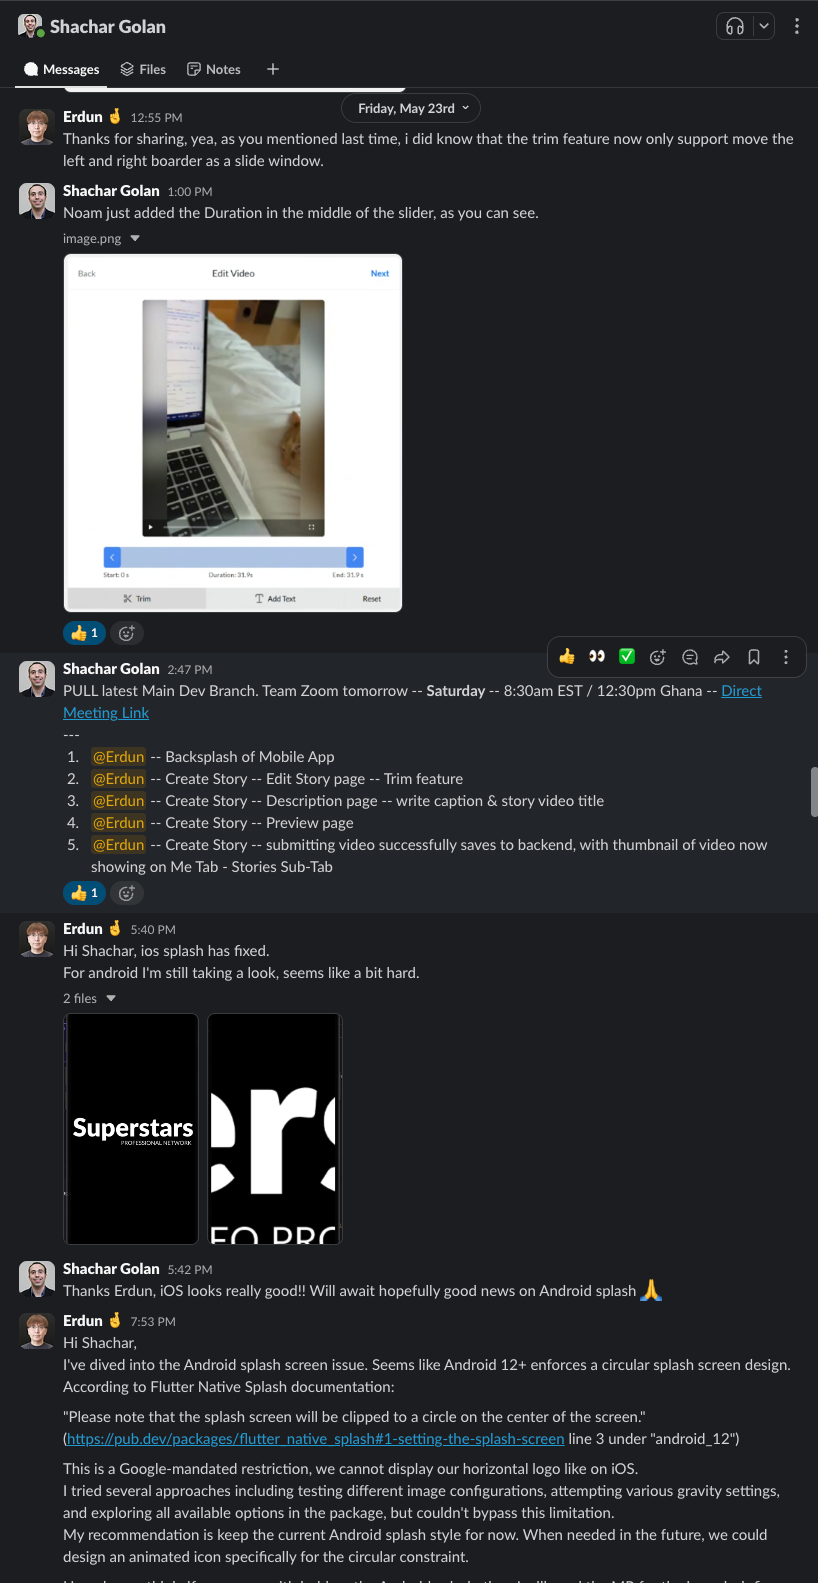 Shachar Golan
Messages Files Notes
Friday, May 23rd
Erdun 12:55 PM
Thanks for sharing, yea, as you mentioned last time, i did know that the trim feature now only support move the
left and right boarder as a slide window.
Shachar Golan 1:00 PM
Noam just added the Duration in the middle of the slider, as you can see.
image.png
Back Edit Video Next
Start: 0 s Duration: 31.9s End: 31.9 s
Trim Add Text Reset
👍 1
Shachar Golan 2:47 PM
PULL latest Main Dev Branch. Team Zoom tomorrow -- Saturday -- 8:30am EST / 12:30pm Ghana -- Direct
Meeting Link
---
1. @Erdun -- Backsplash of Mobile App
2. @Erdun -- Create Story -- Edit Story page -- Trim feature
3. @Erdun -- Create Story -- Description page -- write caption & story video title
4. @Erdun -- Create Story -- Preview page
5. @Erdun -- Create Story -- submitting video successfully saves to backend, with thumbnail of video now
showing on Me Tab - Stories Sub-Tab
👍 1
Erdun 5:40 PM
Hi Shachar, ios splash has fixed.
For android I'm still taking a look, seems like a bit hard.
2 files
Superstars
PROFESSIONAL NETWORK
ers
EO PRO
Shachar Golan 5:42 PM
Thanks Erdun, iOS looks really good!! Will await hopefully good news on Android splash 🙏
Erdun 7:53 PM
Hi Shachar,
I've dived into the Android splash screen issue. Seems like Android 12+ enforces a circular splash screen design.
According to Flutter Native Splash documentation:
"Please note that the splash screen will be clipped to a circle on the center of the screen."
(https://pub.dev/packages/flutter_native_splash#1-setting-the-splash-screen line 3 under "android_12")
This is a Google-mandated restriction, we cannot display our horizontal logo like on iOS.
I tried several approaches including testing different image configurations, attempting various gravity settings,
and exploring all available options in the package, but couldn't bypass this limitation.
My recommendation is keep the current Android splash style for now. When needed in the future, we could
design an animated icon specifically for the circular constraint.